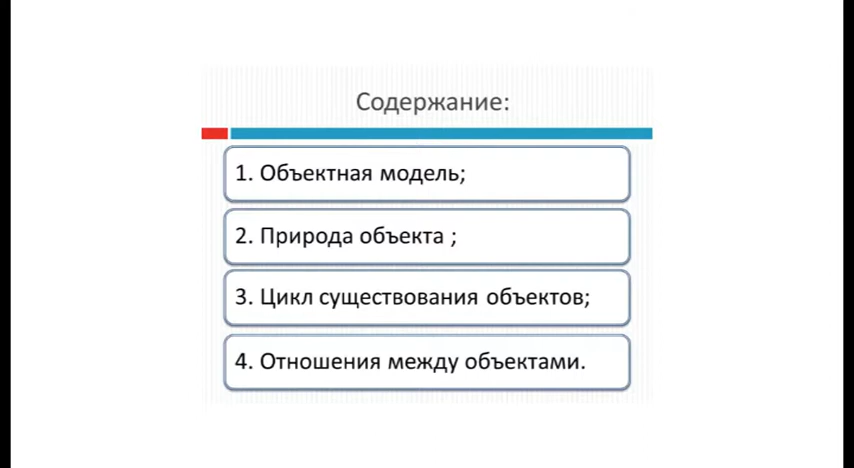 Содержание:
1. Объектная модель;
2. Природа объекта ;
3. Цикл существования объектов;
4. Отношения между объектами.